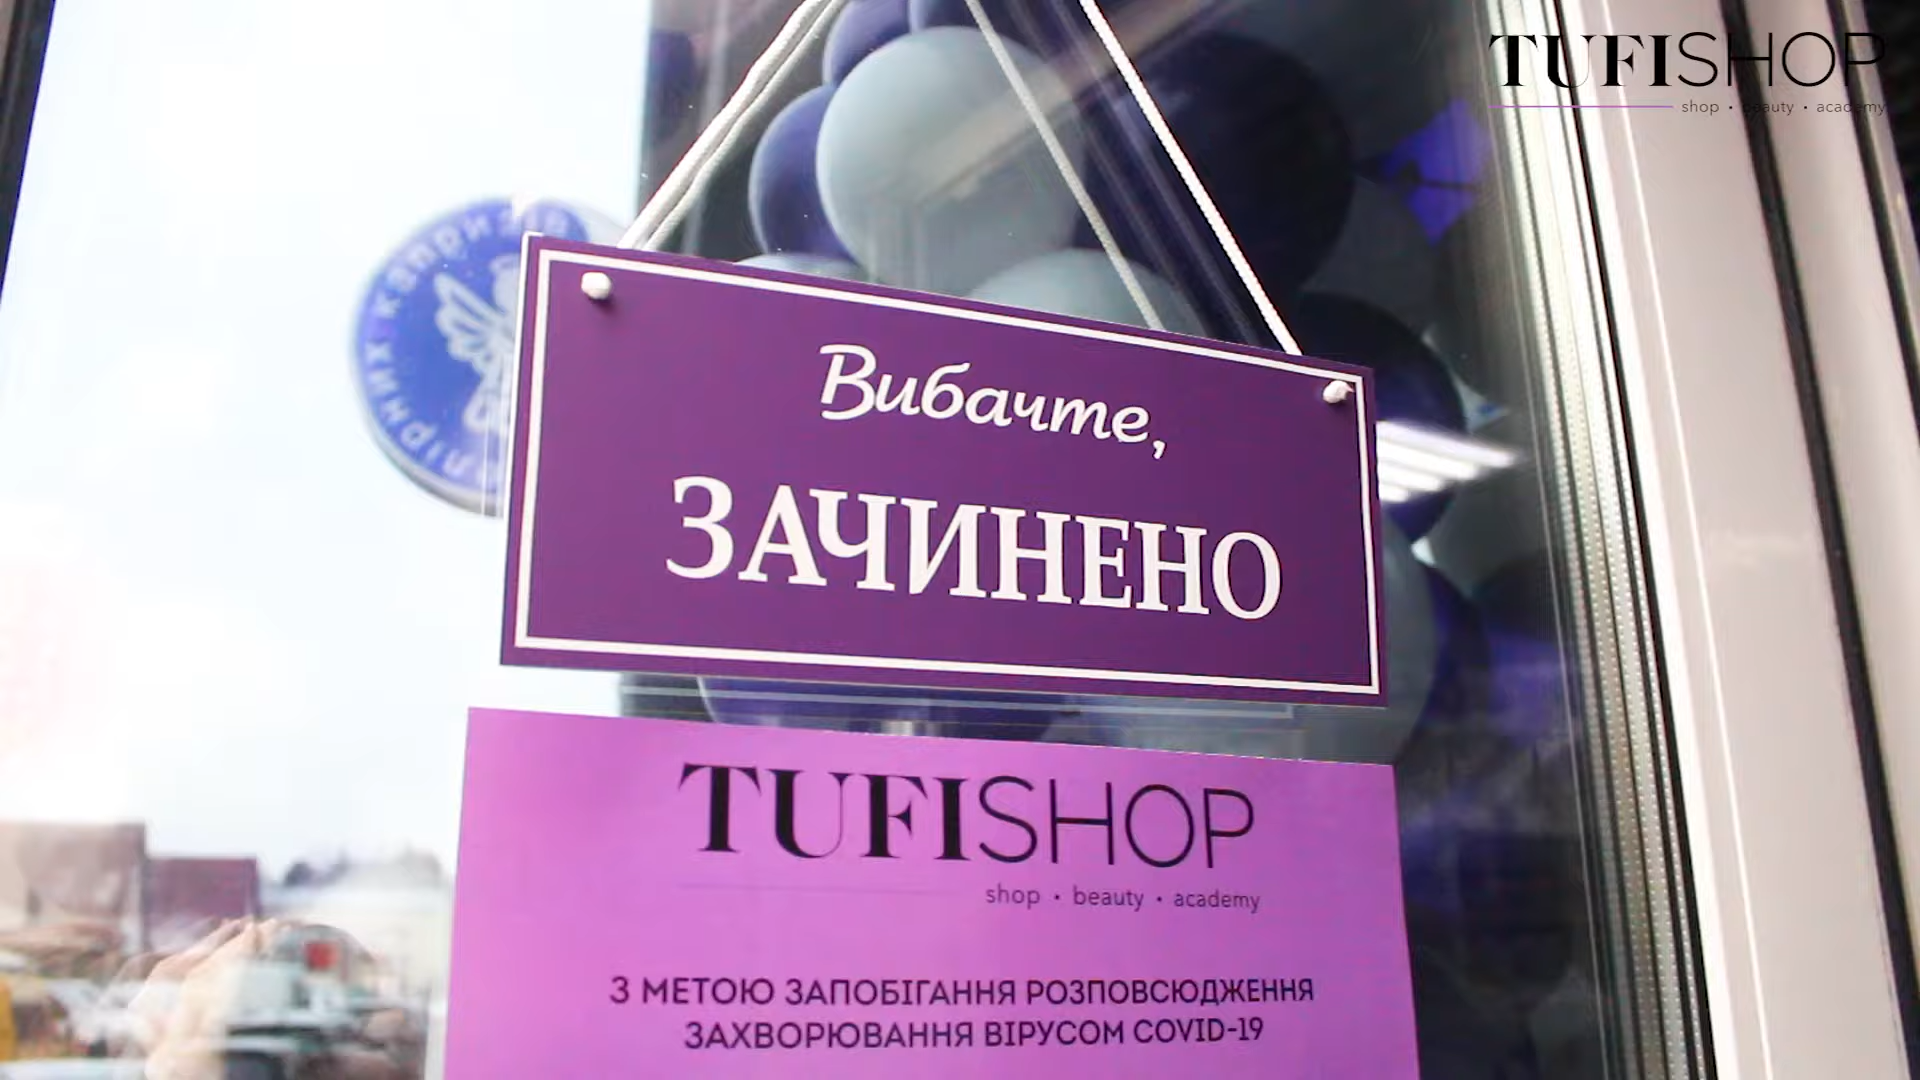 TUFISHOP
shop • beauty • academy
Вибачте,
ЗАЧИНЕНО
TUFISHOP
shop • beauty • academy
З МЕТОЮ ЗАПОБІГАННЯ РОЗПОВСЮДЖЕННЯ
ЗАХВОРЮВАННЯ ВІРУСОМ COVID-19